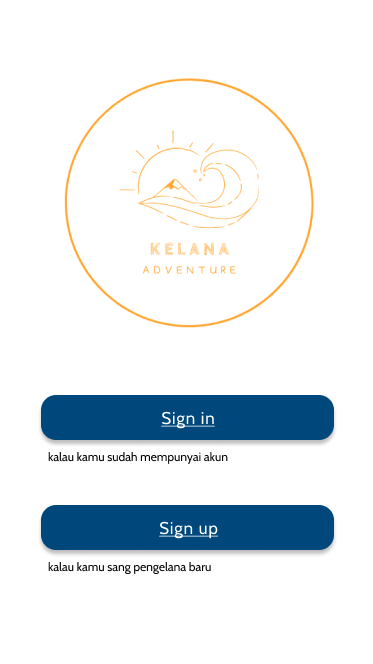 KELANA
ADVENTURE
Sign in
kalau kamu sudah mempunyai akun
Sign up
kalau kamu sang pengelana baru